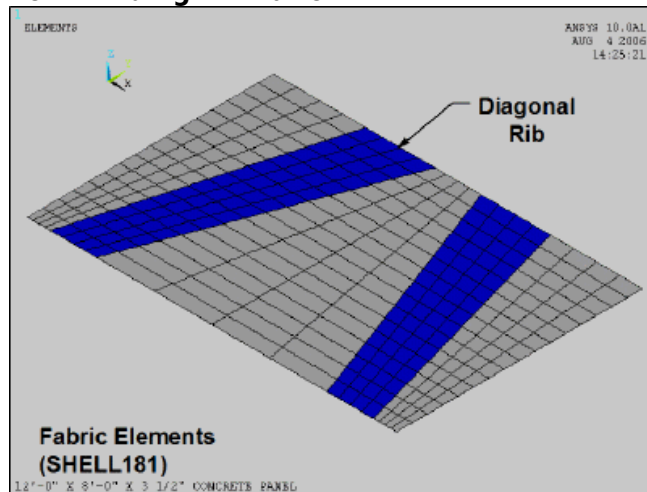 1
ELEMENTS
ANSYS 10.0A1
AUG 4 2006
14:25:21
Z
X
Diagonal
Rib
Fabric Elements
(SHELL181)
12'-0" X 8'-0" X 3 1/2" CONCRETE PANEL